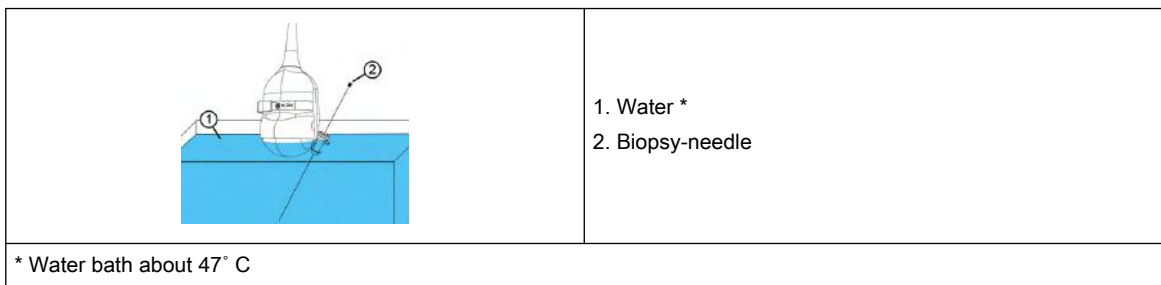 1
2
1. Water *
2. Biopsy-needle
* Water bath about 47˚ C